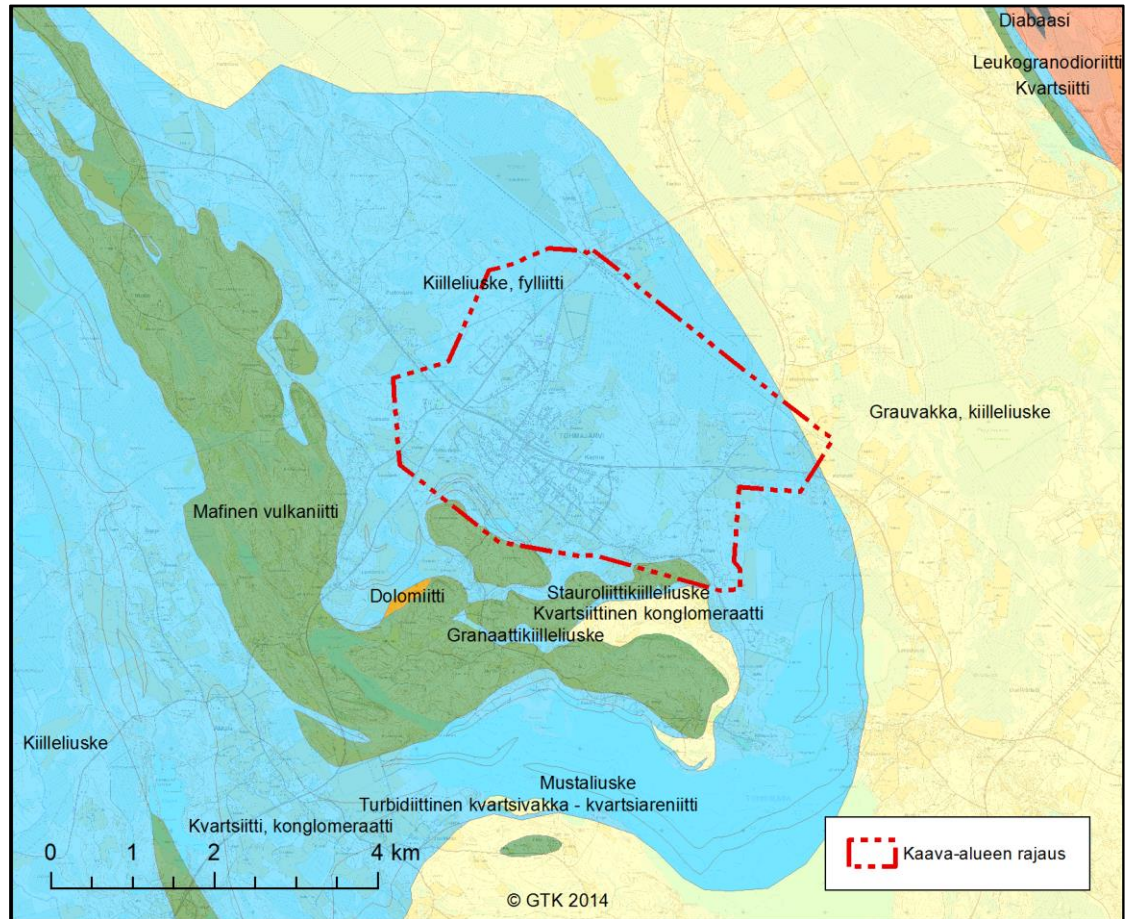 Diabaasi
Leukogranodioriitti
Kvartsiitti
Kiilleliuske, fylliitti
Grauvakka, kiilleliuske
Mafinen vulkaniitti
Dolomiitti
Stauroliittikiilleliuske
Kvartsiittinen konglomeraatti
Granaattikiilleliuske
Kiilleliuske
Mustaliuske
Turbidiittinen kvartsivakka - kvartsiareniitti
Kvartsiitti, konglomeraatti
0 1 2 4 km
Kaava-alueen rajaus
© GTK 2014